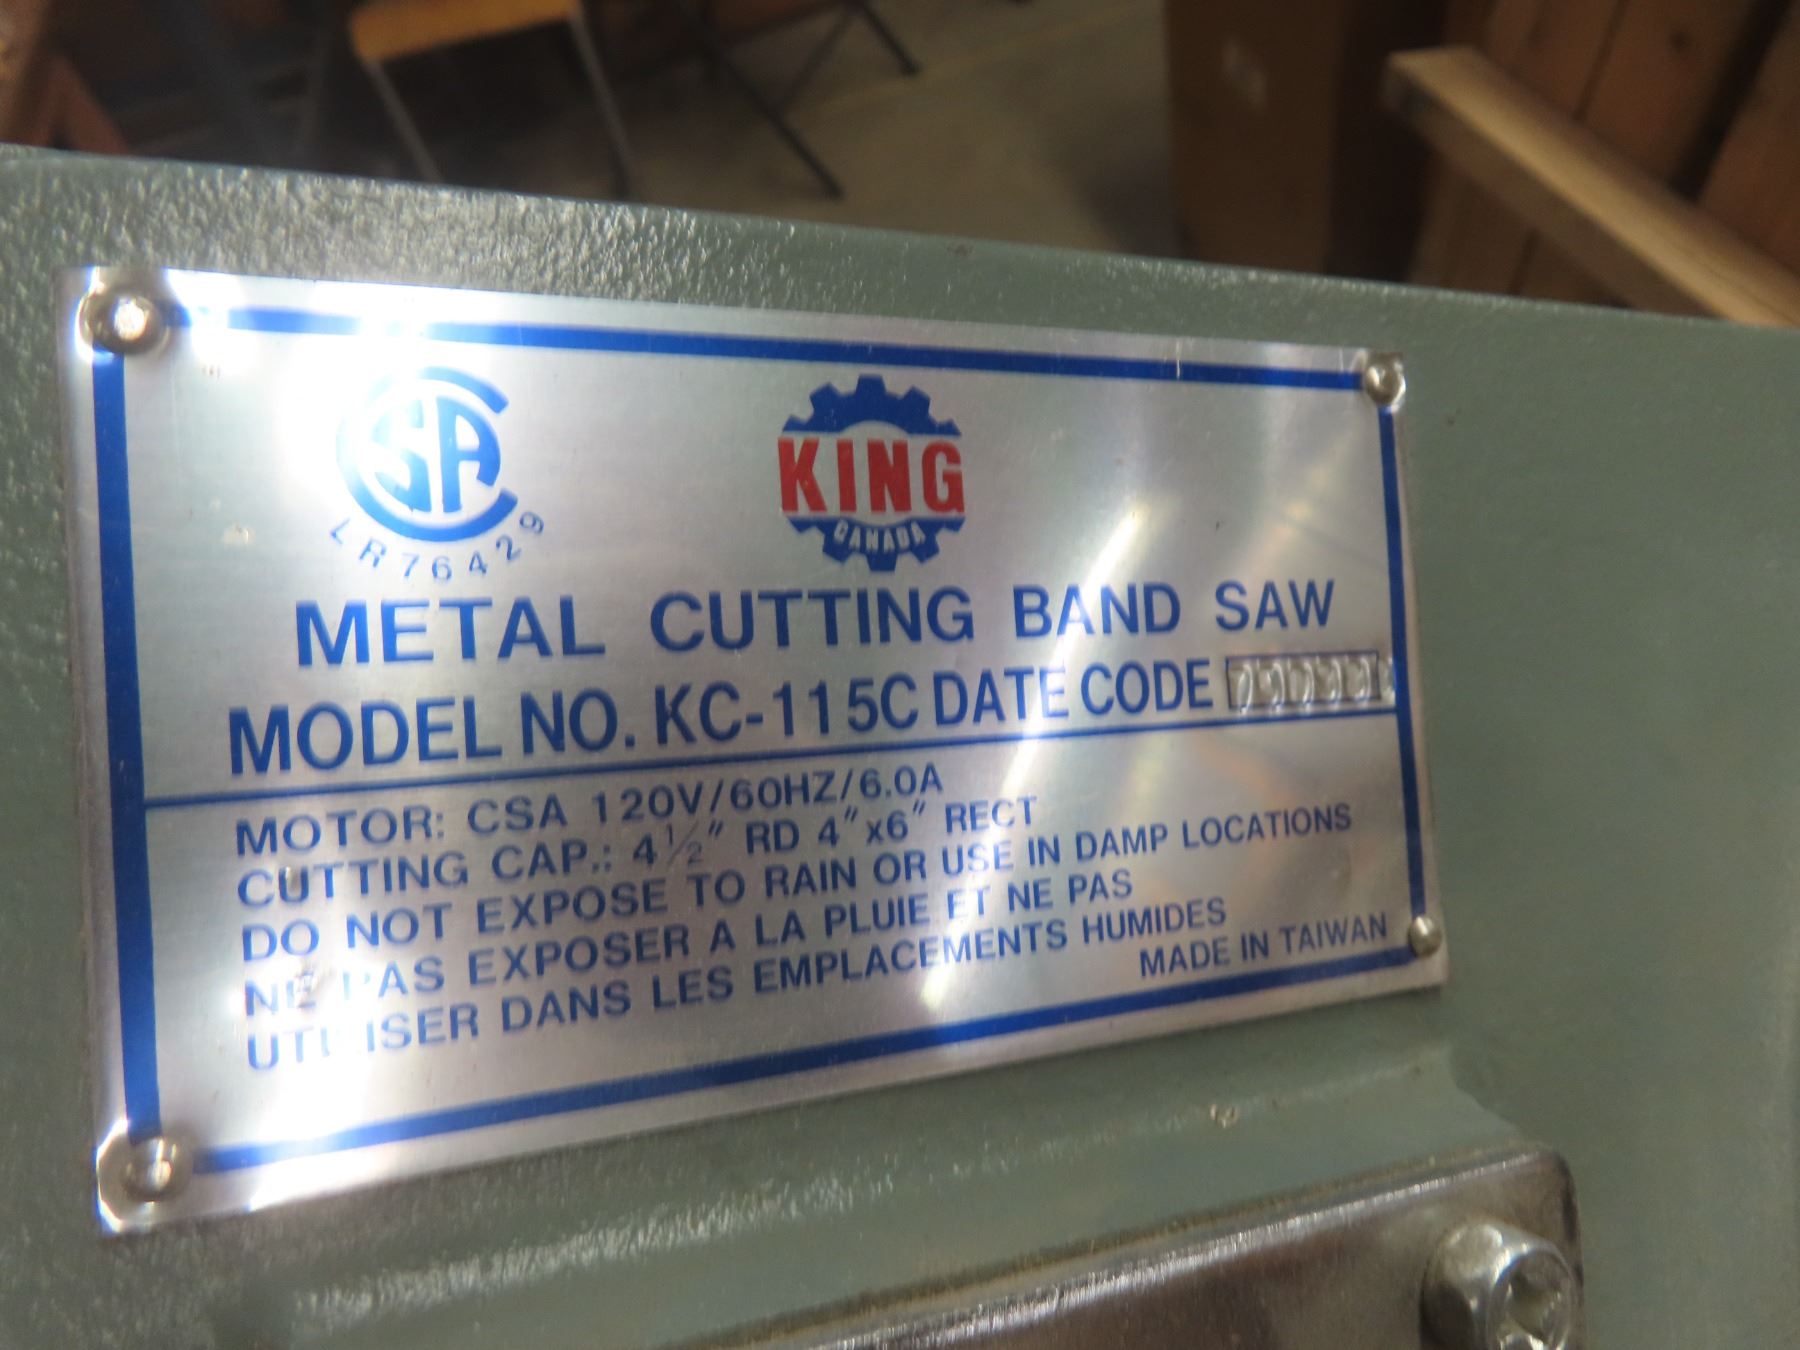 CSA
LR76429
KING
CANADA
METAL CUTTING BAND SAW
MODEL NO. KC-115C DATE CODE
MOTOR: CSA 120V/60HZ/6.0A
CUTTING CAP.: 4 1/2" RD 4"x6" RECT
DO NOT EXPOSE TO RAIN OR USE IN DAMP LOCATIONS
NE PAS EXPOSER A LA PLUIE ET NE PAS
UTILISER DANS LES EMPLACEMENTS HUMIDES
MADE IN TAIWAN